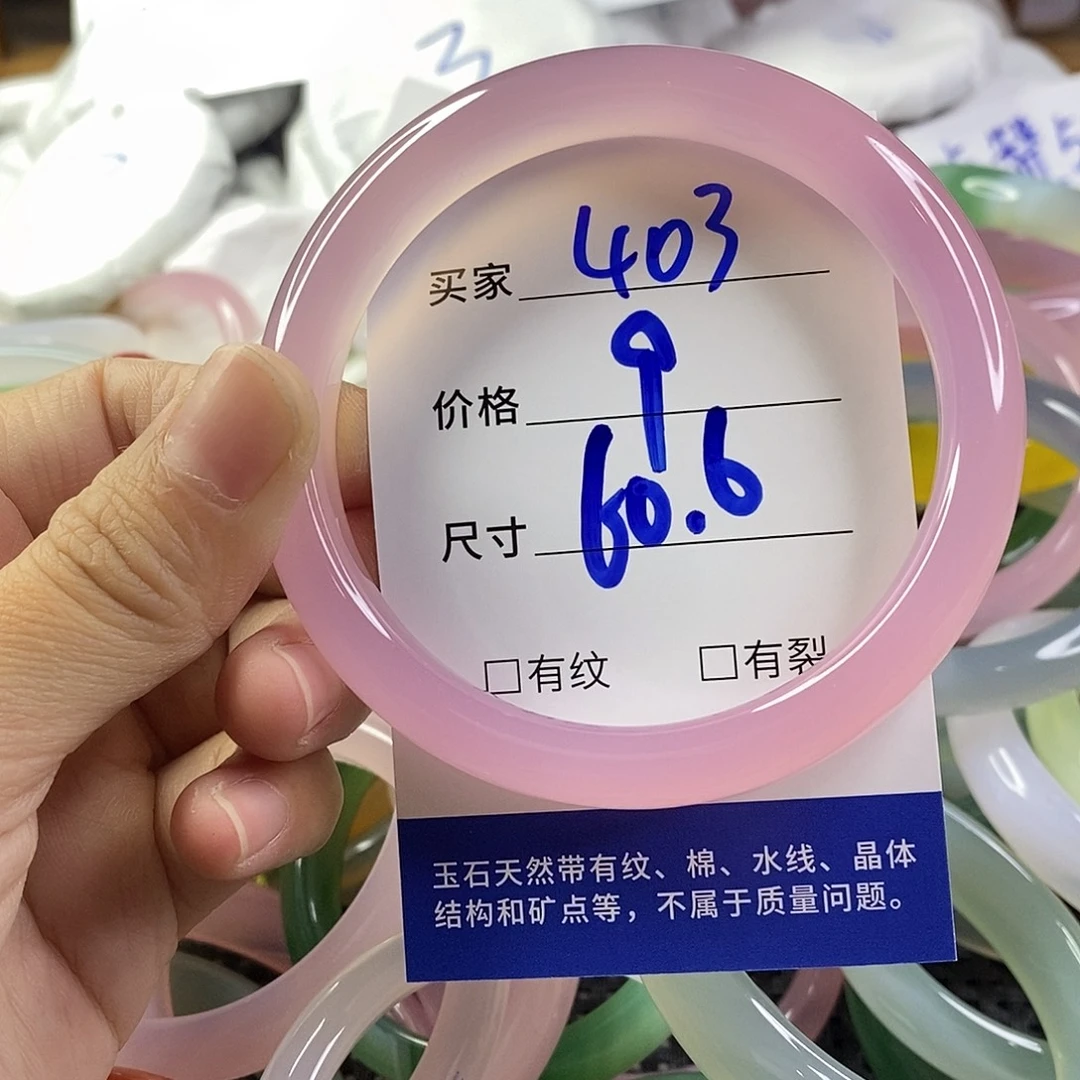 3
买家 403
价格 9
尺寸 60.6
□有纹 □有裂
玉石天然带有纹、棉、水线、晶体
结构和矿点等，不属于质量问题。